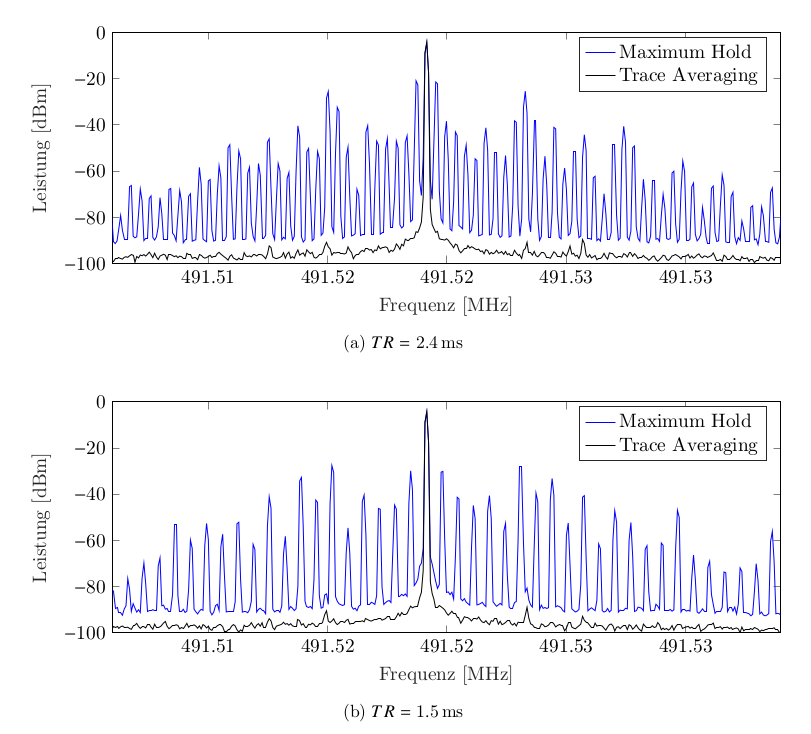 0
−20
−40
−60
−80
−100
Leistung [dBm]
Maximum Hold
Trace Averaging
491.51 491.52 491.52 491.53 491.53
Frequenz [MHz]
(a) TR = 2.4 ms
0
−20
−40
−60
−80
−100
Leistung [dBm]
Maximum Hold
Trace Averaging
491.51 491.52 491.52 491.53 491.53
Frequenz [MHz]
(b) TR = 1.5 ms